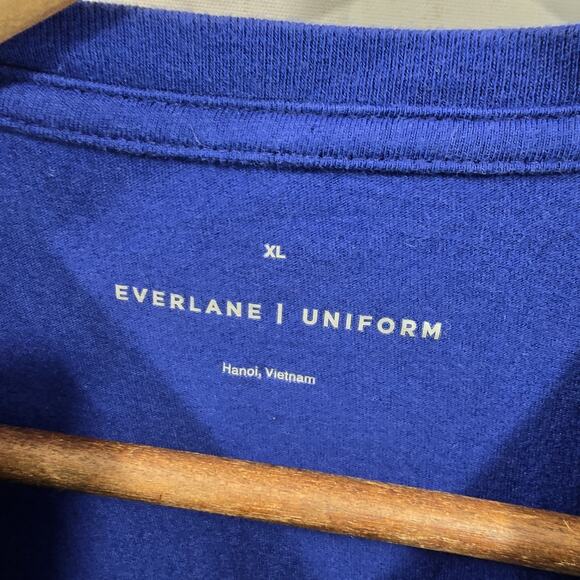 XL
EVERLANE | UNIFORM
Hanoi, Vietnam